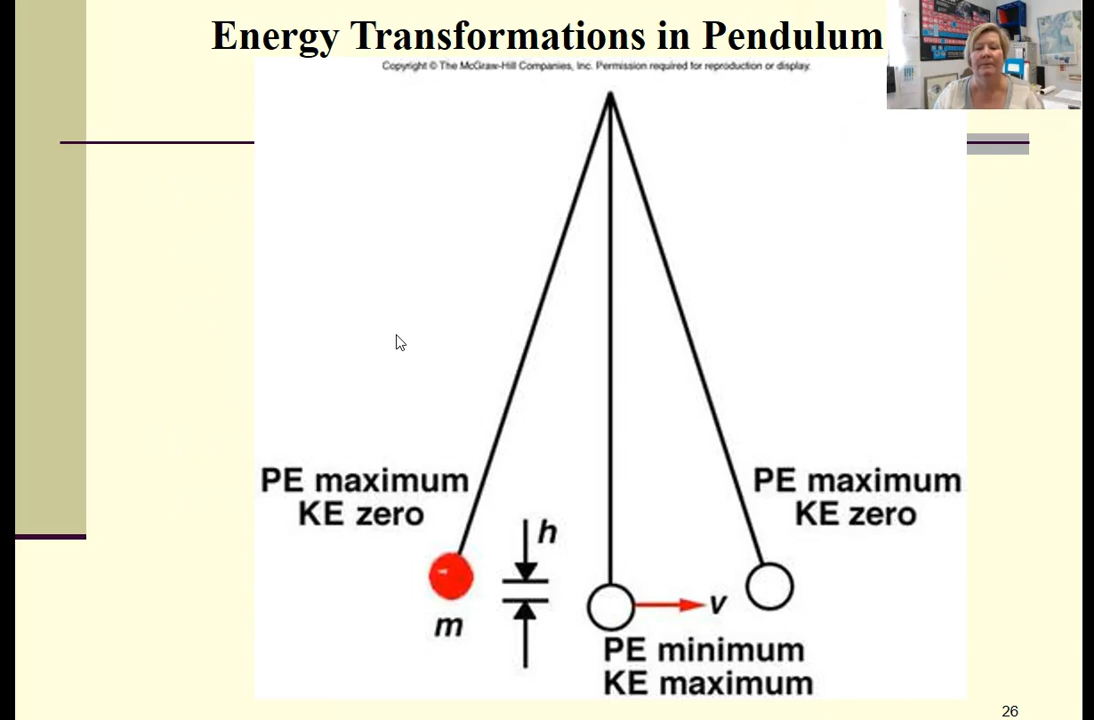 Energy Transformations in Pendulum
Copyright © The McGraw-Hill Companies, Inc. Permission required for reproduction or display.
PE maximum
KE zero
PE maximum
KE zero
h
m
v
PE minimum
KE maximum
26